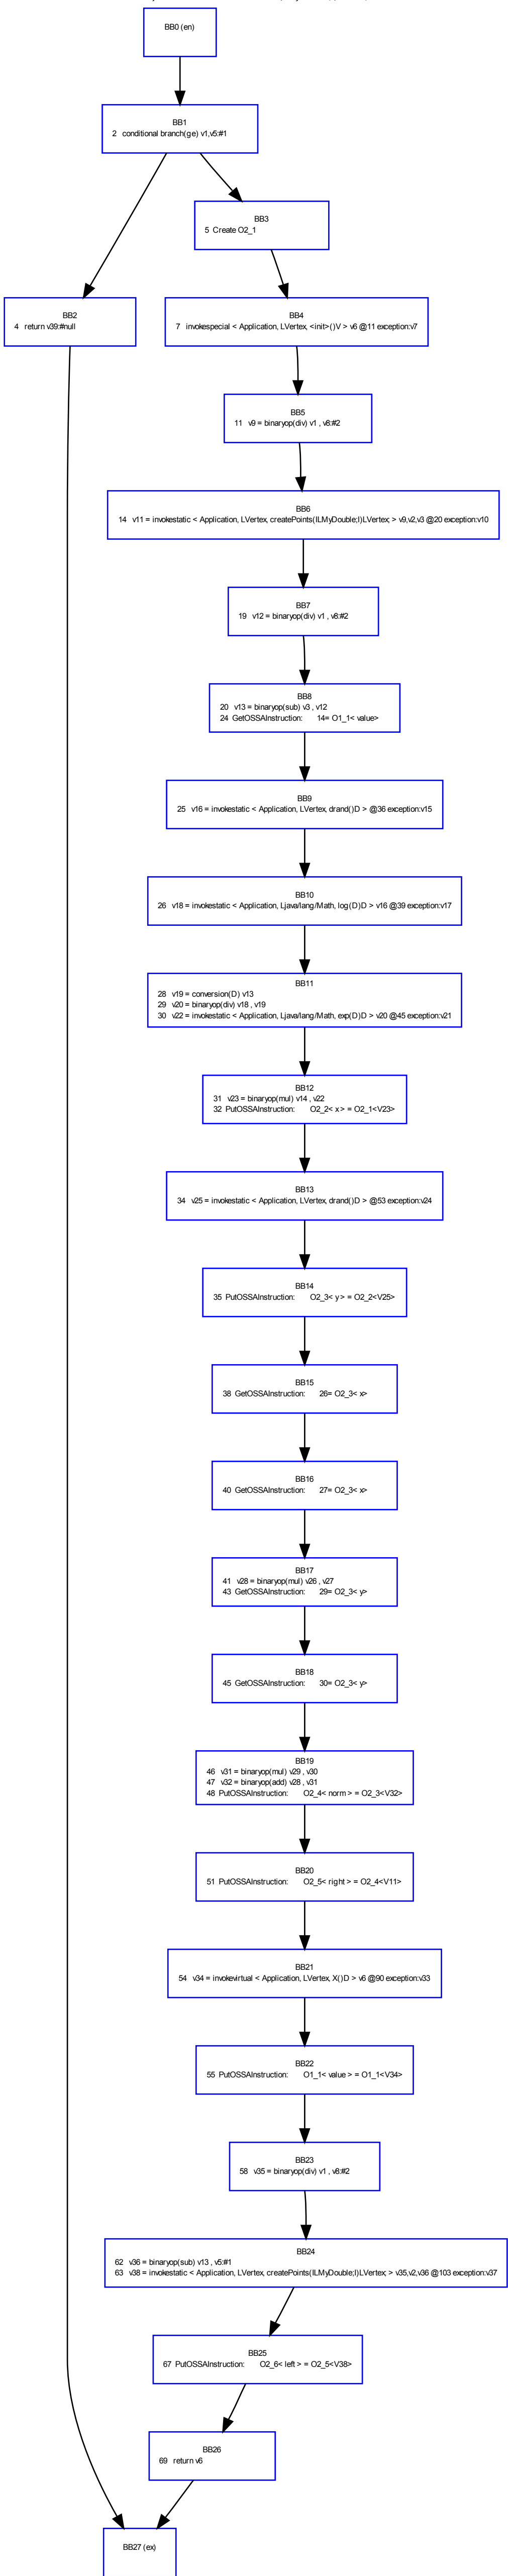 BB0 (en)
BB1
2 conditional branch(ge) v1,v5:#1
BB3
5 Create O2_1
BB2
4 return v39:#null
BB4
7 invokespecial < Application, LVertex, <init>()V > v6 @11 exception:v7
BB5
11 v9 = binaryop(div) v1 , v8:#2
BB6
14 v11 = invokestatic < Application, LVertex, createPoints(ILMyDouble;I)LVertex; > v9,v2,v3 @20 exception:v10
BB7
19 v12 = binaryop(div) v1 , v8:#2
BB8
20 v13 = binaryop(sub) v3 , v12
24 GetOSSAInstruction: 14= O1_1< value>
BB9
25 v16 = invokestatic < Application, LVertex, drand()D > @36 exception:v15
BB10
26 v18 = invokestatic < Application, Ljava/lang/Math, log(D)D > v16 @39 exception:v17
BB11
28 v19 = conversion(D) v13
29 v20 = binaryop(div) v18 , v19
30 v22 = invokestatic < Application, Ljava/lang/Math, exp(D)D > v20 @45 exception:v21
BB12
31 v23 = binaryop(mul) v14 , v22
32 PutOSSAInstruction: O2_2< x > = O2_1<V23>
BB13
34 v25 = invokestatic < Application, LVertex, drand()D > @53 exception:v24
BB14
35 PutOSSAInstruction: O2_3< y > = O2_2<V25>
BB15
38 GetOSSAInstruction: 26= O2_3< x>
BB16
40 GetOSSAInstruction: 27= O2_3< x>
BB17
41 v28 = binaryop(mul) v26 , v27
43 GetOSSAInstruction: 29= O2_3< y>
BB18
45 GetOSSAInstruction: 30= O2_3< y>
BB19
46 v31 = binaryop(mul) v29 , v30
47 v32 = binaryop(add) v28 , v31
48 PutOSSAInstruction: O2_4< norm > = O2_3<V32>
BB20
51 PutOSSAInstruction: O2_5< right > = O2_4<V11>
BB21
54 v34 = invokevirtual < Application, LVertex, X()D > v6 @90 exception:v33
BB22
55 PutOSSAInstruction: O1_1< value > = O1_1<V34>
BB23
58 v35 = binaryop(div) v1 , v8:#2
BB24
62 v36 = binaryop(sub) v13 , v5:#1
63 v38 = invokestatic < Application, LVertex, createPoints(ILMyDouble;I)LVertex; > v35,v2,v36 @103 exception:v37
BB25
67 PutOSSAInstruction: O2_6< left > = O2_5<V38>
BB26
69 return v6
BB27 (ex)